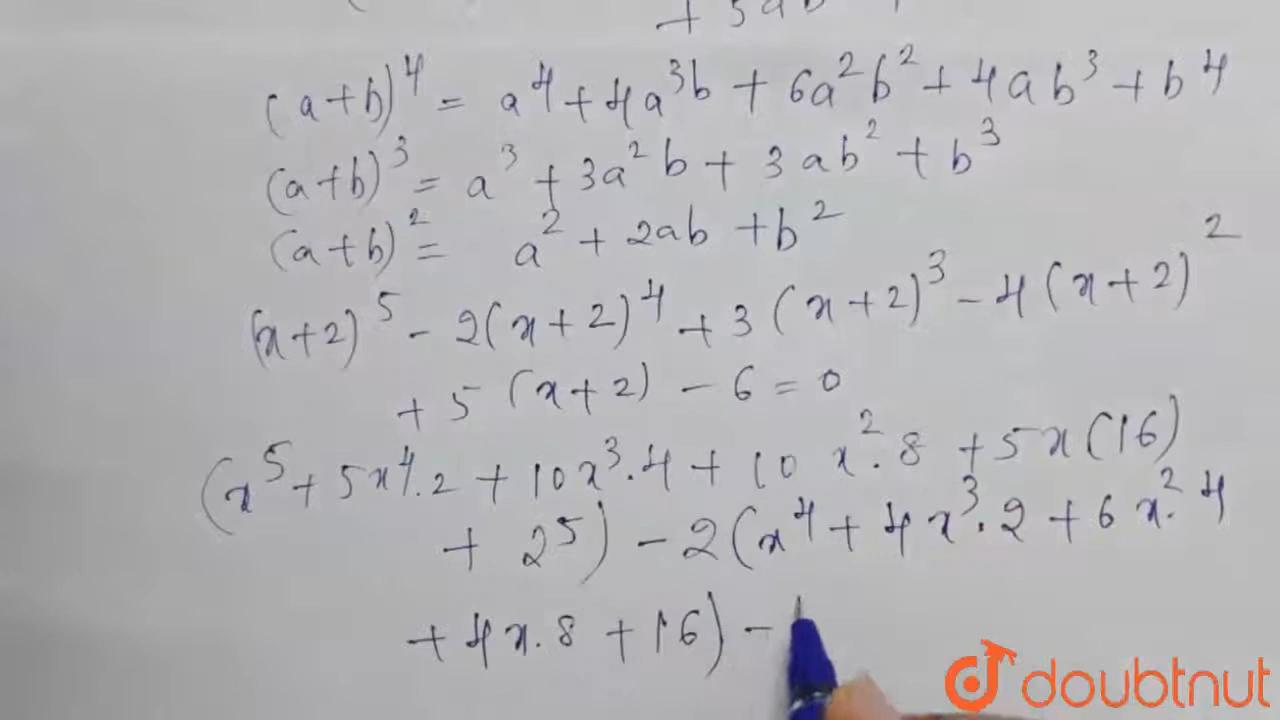 + 5ab
(a+b)⁴ = a⁴ + 4a³b + 6a²b² + 4ab³ + b⁴
(a+b)³ = a³ + 3a²b + 3ab² + b³
(a+b)² = a² + 2ab + b²
(x+2)⁵ - 2(x+2)⁴ + 3(x+2)³ - 4(x+2)²
+ 5(x+2) - 6 = 0
(x⁵ + 5x⁴.2 + 10x³.4 + 10x².8 + 5x(16)
+ 2⁵) - 2(x⁴ + 4x³.2 + 6x².4
+ 4x.8 + 16) -
doubtnut